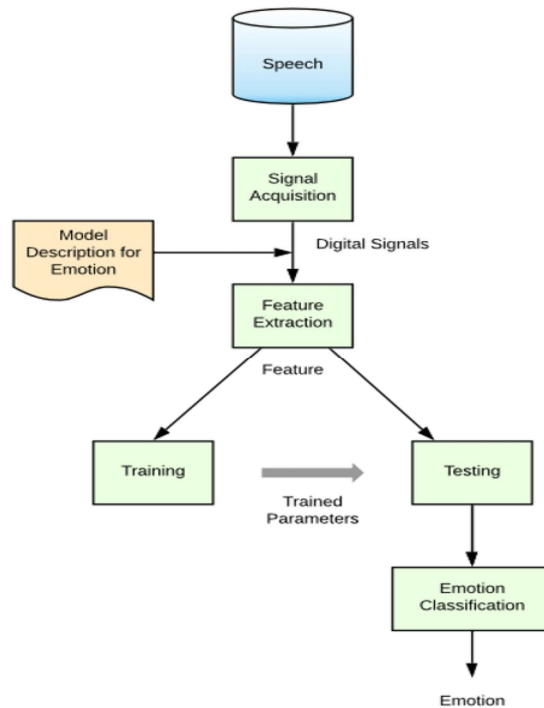 Speech
Signal
Acquisition
Model
Description for
Emotion
Digital Signals
Feature
Extraction
Feature
Training
Trained
Parameters
Testing
Emotion
Classification
Emotion